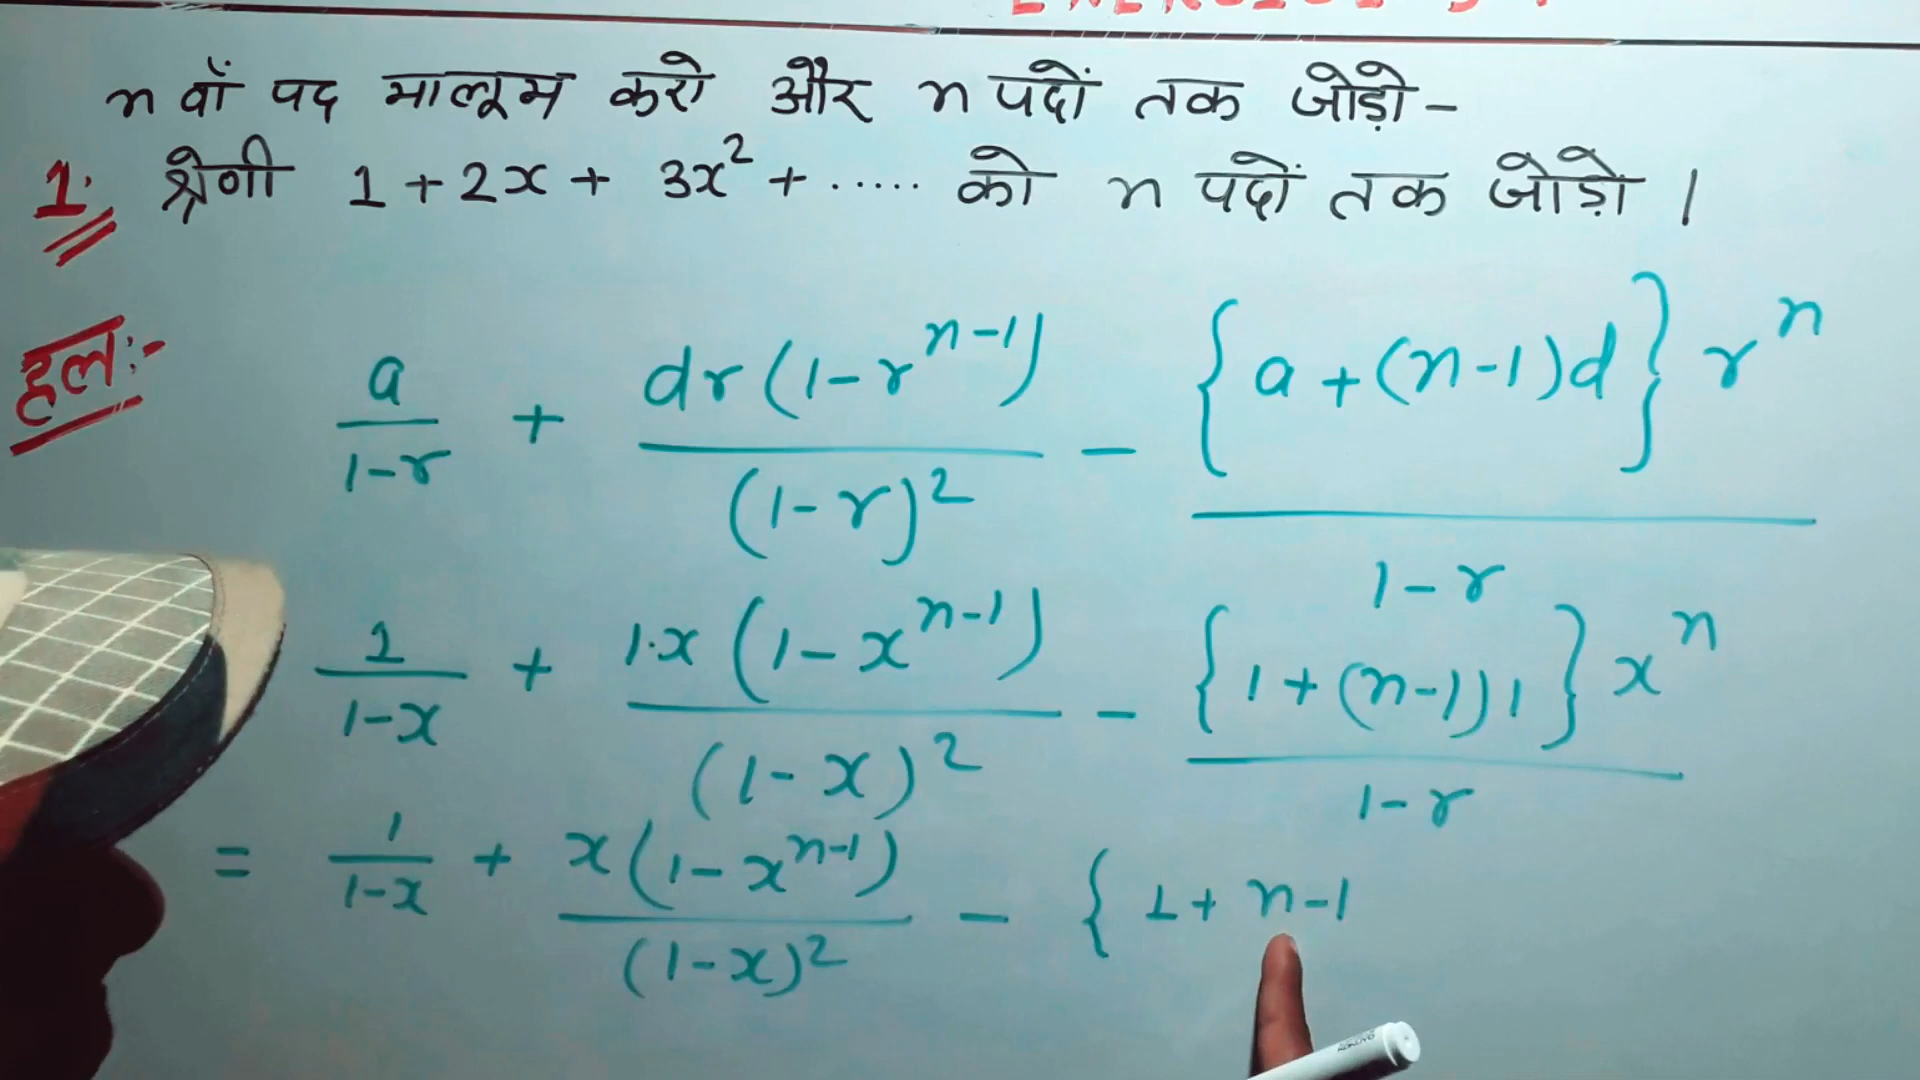 n वाँ पद मालूम करो और n पदों तक जोड़ो -
1. श्रेणी 1 + 2x + 3x² + ..... को n पदों तक जोड़ो ।
हल:-
a/(1-r) + dr(1-r^(n-1))/(1-r)² - {a+(n-1)d}r^n/(1-r)
1/(1-x) + 1.x(1-x^(n-1))/(1-x)² - {1+(n-1)1}x^n/(1-r)
= 1/(1-x) + x(1-x^(n-1))/(1-x)² - {1+n-1
KOKUYO